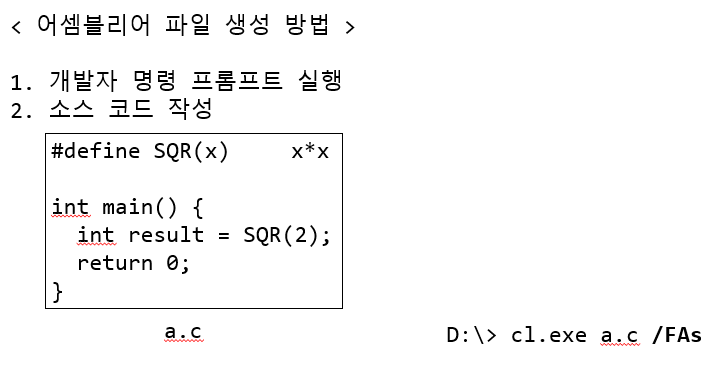 < 어셈블리어 파일 생성 방법 >
1. 개발자 명령 프롬프트 실행
2. 소스 코드 작성
#define SQR(x)     x*x
int main() {
  int result = SQR(2);
  return 0;
}
a.c
D:\> cl.exe a.c /FAs